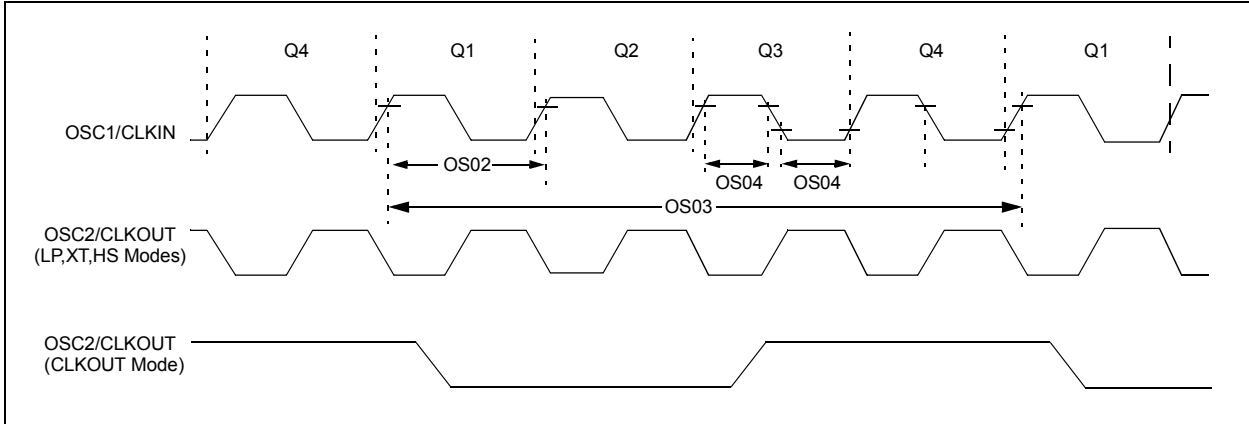 Q4 Q1 Q2 Q3 Q4 Q1
OSC1/CLKIN
OS02
OS04 OS04
OS03
OSC2/CLKOUT
(LP,XT,HS Modes)
OSC2/CLKOUT
(CLKOUT Mode)